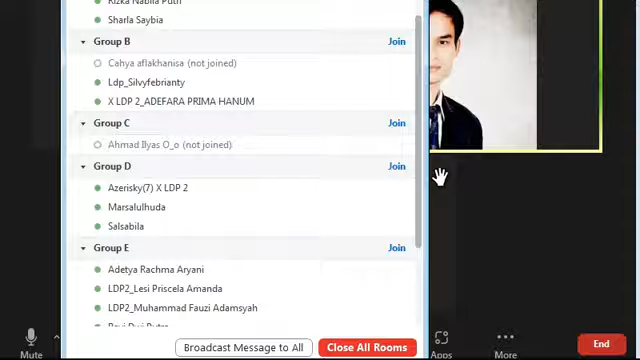 Rizka Nabila Putri
Sharla Saybia
Group B Join
Cahya aflakhanisa (not joined)
Ldp_Silvyfebrianty
X LDP 2_ADEFARA PRIMA HANUM
Group C Join
Ahmad Ilyas O_o (not joined)
Group D Join
Azerisky(7) X LDP 2
Marsalulhuda
Salsabila
Group E Join
Adetya Rachma Aryani
LDP2_Lesi Priscela Amanda
LDP2_Muhammad Fauzi Adamsyah
Broadcast Message to All Close All Rooms
Mute Apps More End